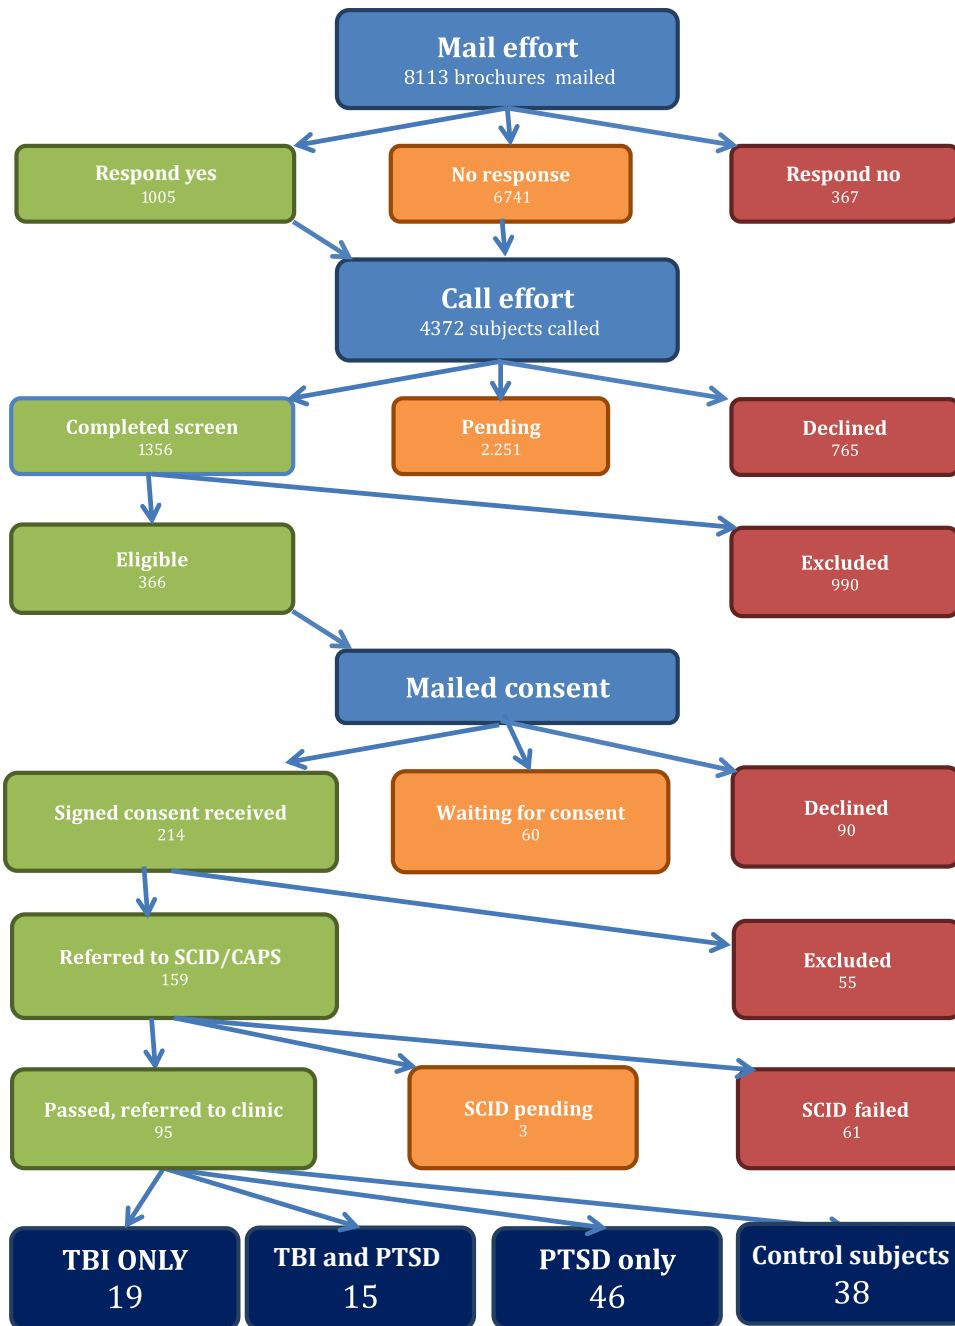 Mail effort
8113 brochures mailed
Respond yes
1005
No response
6741
Respond no
367
Call effort
4372 subjects called
Completed screen
1356
Pending
2.251
Declined
765
Eligible
366
Excluded
990
Mailed consent
Signed consent received
214
Waiting for consent
60
Declined
90
Referred to SCID/CAPS
159
Excluded
55
Passed, referred to clinic
95
SCID pending
3
SCID failed
61
TBI ONLY
19
TBI and PTSD
15
PTSD only
46
Control subjects
38